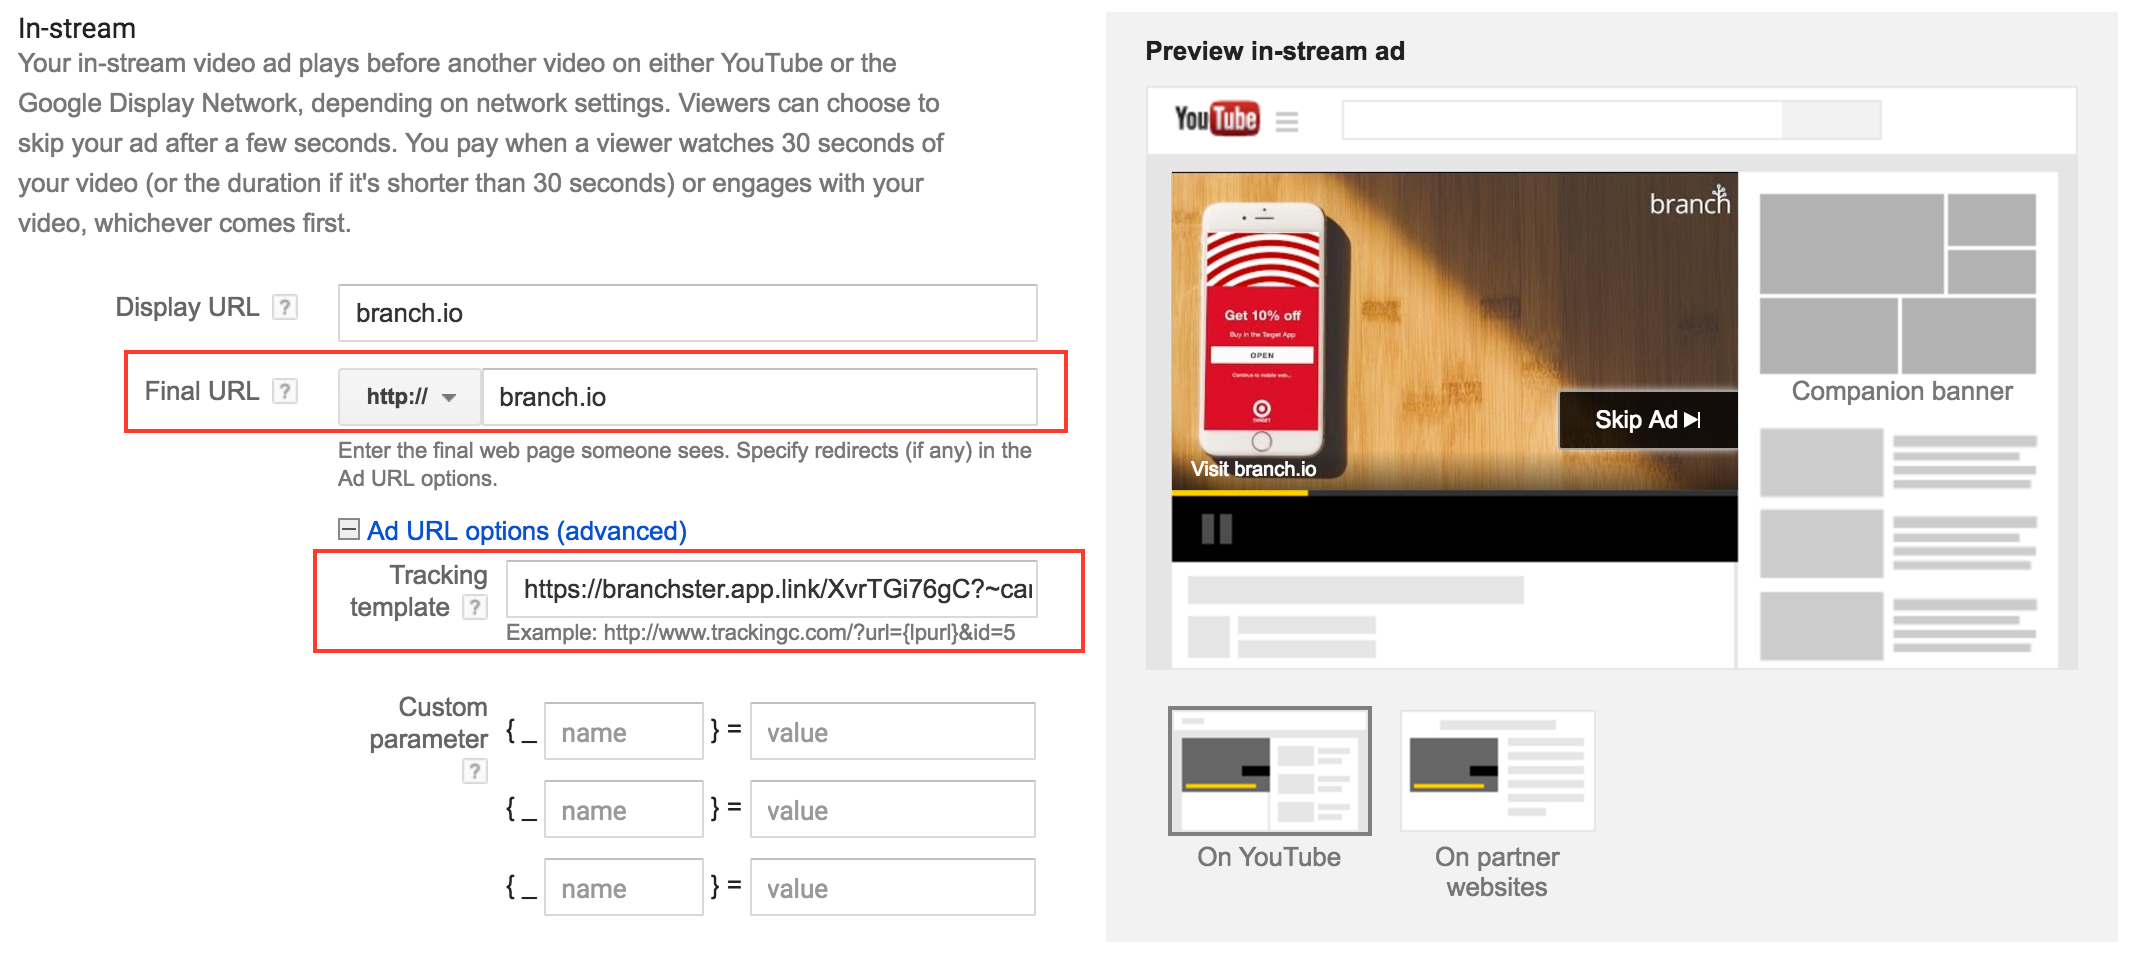 In-stream
Your in-stream video ad plays before another video on either YouTube or the
Google Display Network, depending on network settings. Viewers can choose to
skip your ad after a few seconds. You pay when a viewer watches 30 seconds of
your video (or the duration if it's shorter than 30 seconds) or engages with your
video, whichever comes first.
Display URL ?
branch.io
Final URL ?
http://
branch.io
Enter the final web page someone sees. Specify redirects (if any) in the
Ad URL options.
Ad URL options (advanced)
Tracking
template ?
https://branchster.app.link/XvrTGi76gC?~cai
Example: http://www.trackingc.com/?url={lpurl}&id=5
Custom
parameter
?
{ _ name } = value
{ _ name } = value
{ _ name } = value
Preview in-stream ad
YouTube
branch
Get 10% off
Buy in the Target App
OPEN
Continue to mobile web...
TARGET
Skip Ad
Visit branch.io
Companion banner
On YouTube
On partner
websites